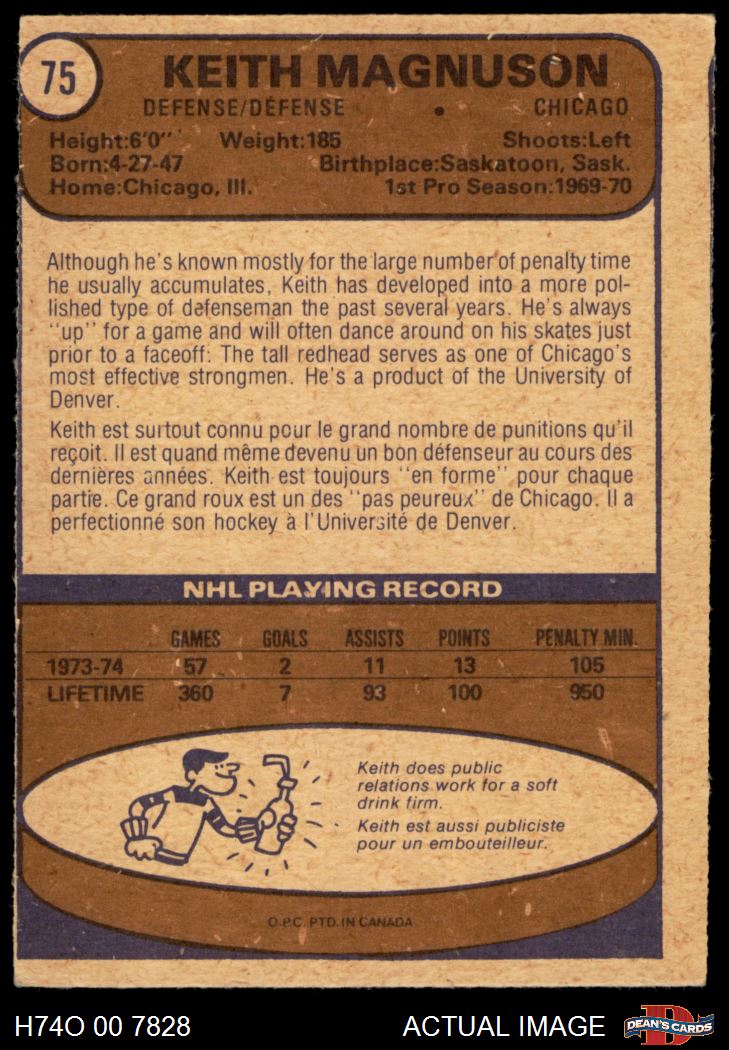 75
KEITH MAGNUSON
DEFENSE/DÉFENSE • CHICAGO
Height:6'0'' Weight:185 Shoots:Left
Born:4-27-47 Birthplace:Saskatoon, Sask.
Home:Chicago, Ill. 1st Pro Season:1969-70
Although he's known mostly for the large number of penalty time
he usually accumulates, Keith has developed into a more pol-
lished type of defenseman the past several years. He's always
''up'' for a game and will often dance around on his skates just
prior to a faceoff. The tall redhead serves as one of Chicago's
most effective strongmen. He's a product of the University of
Denver.
Keith est surtout connu pour le grand nombre de punitions qu'il
reçoit. Il est quand même devenu un bon défenseur au cours des
dernières années. Keith est toujours ''en forme'' pour chaque
partie. Ce grand roux est un des ''pas peureux'' de Chicago. Il a
perfectionné son hockey à l'Université de Denver.
NHL PLAYING RECORD
GAMES GOALS ASSISTS POINTS PENALTY MIN.
1973-74 57 2 11 13 105
LIFETIME 360 7 93 100 950
Keith does public
relations work for a soft
drink firm.
Keith est aussi publiciste
pour un embouteilleur.
O.P.C. PTD. IN CANADA
H74O 00 7828 ACTUAL IMAGE D DEAN'S CARDS